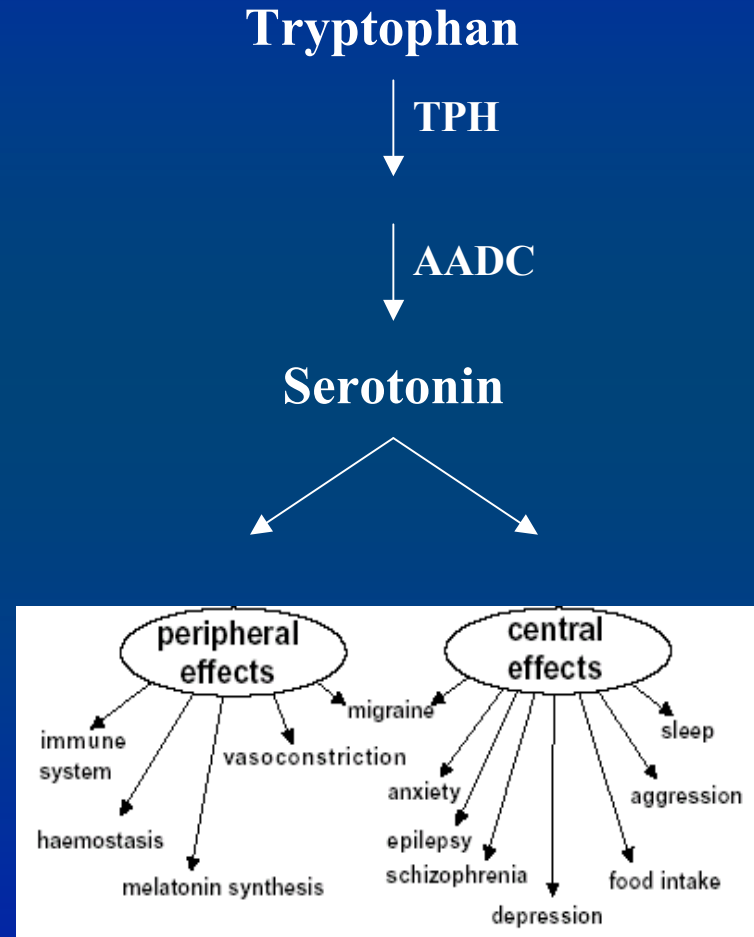 Tryptophan
TPH
AADC
Serotonin
peripheral
effects
central
effects
migraine
immune
system
vasoconstriction
sleep
anxiety
aggression
haemostasis
epilepsy
schizophrenia
melatonin synthesis
food intake
depression